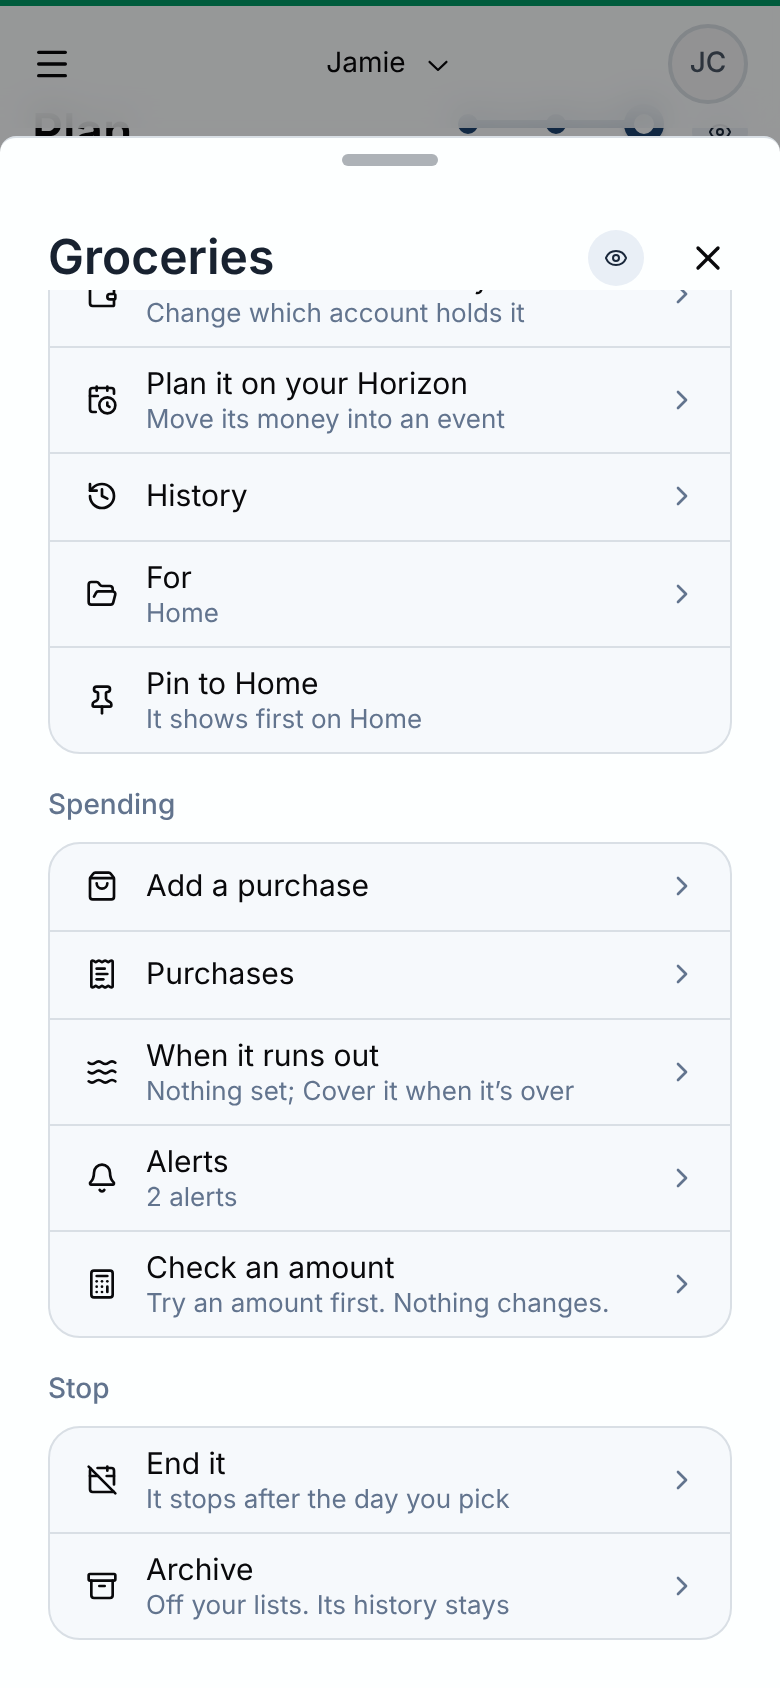 Jamie
JC
Plan
Groceries
Change which account holds it
Plan it on your Horizon
Move its money into an event
History
For
Home
Pin to Home
It shows first on Home
Spending
Add a purchase
Purchases
When it runs out
Nothing set; Cover it when it’s over
Alerts
2 alerts
Check an amount
Try an amount first. Nothing changes.
Stop
End it
It stops after the day you pick
Archive
Off your lists. Its history stays